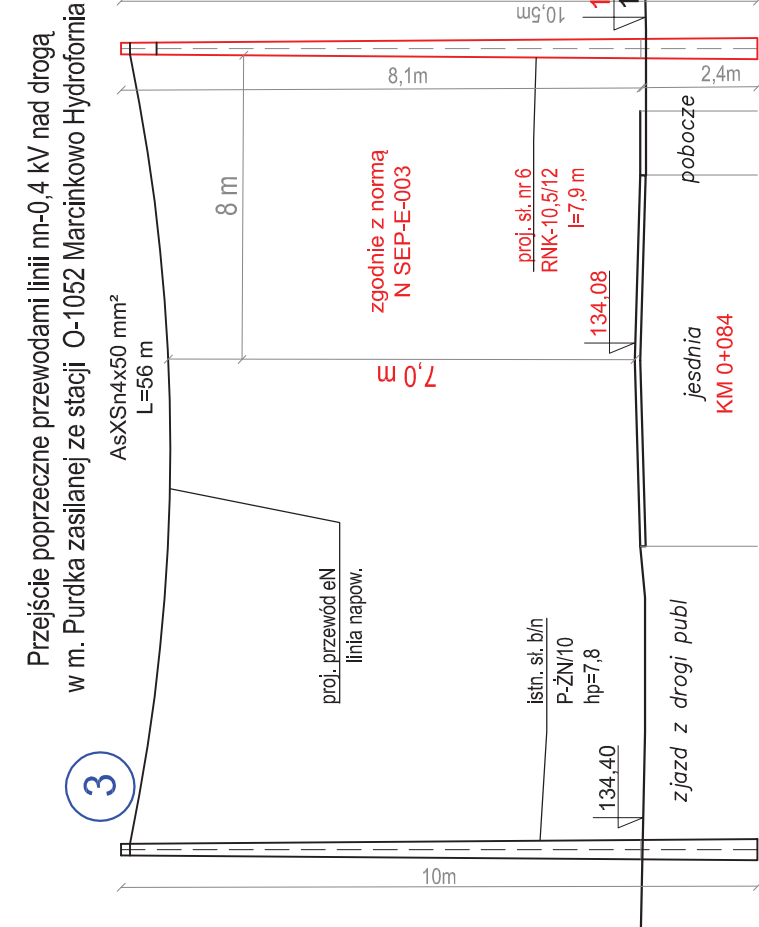 Przejście poprzeczne przewodami linii nn-0,4 kV nad drogą
w m. Purdka zasilanej ze stacji O-1052 Marcinkowo Hydrofornia
3
AsXSn4x50 mm²
L=56 m
10,5m
8,1m
2,4m
8 m
zgodnie z normą
N SEP-E-003
proj. sł. nr 6
RNK-10,5/12
l=7,9 m
pobocze
134,08
7,0 m
jesdnia
KM 0+084
proj. przewód eN
linia napow.
istn. sł. b/n
P-ŻN/10
hp=7,8
134,40
zjazd z drogi publ
10m